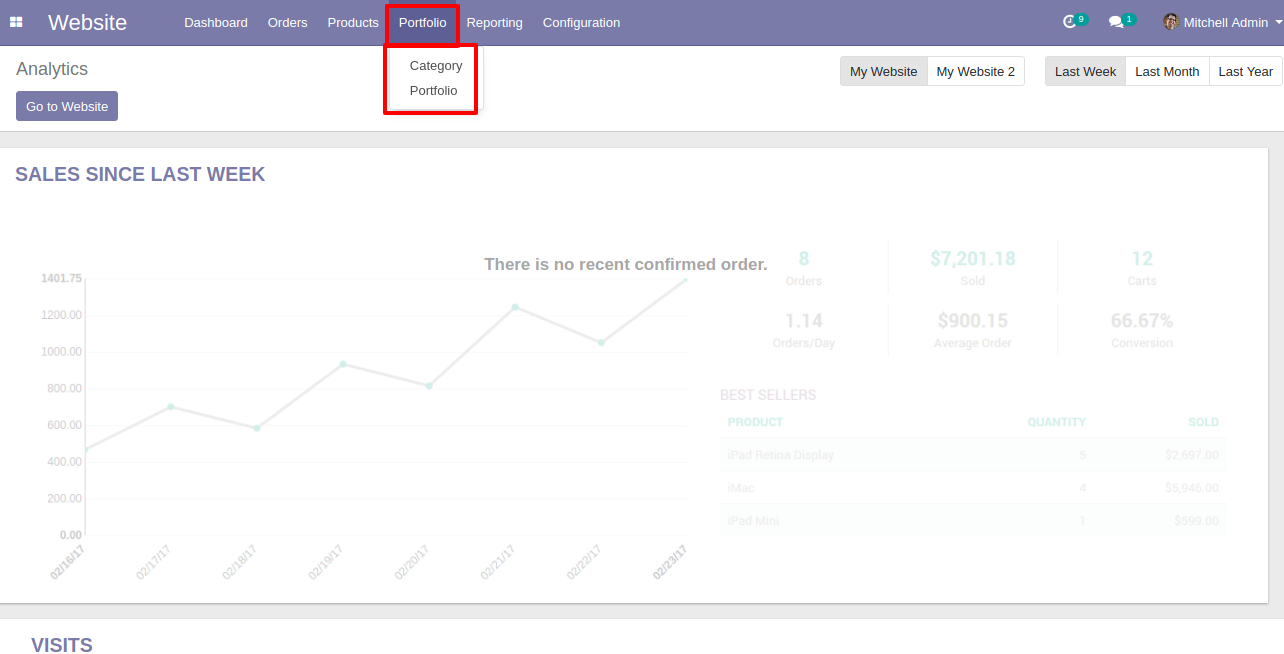 Website Dashboard Orders Products Portfolio Reporting Configuration 9 1 Mitchell Admin
Category
Portfolio
Analytics
Go to Website
My Website My Website 2 Last Week Last Month Last Year
SALES SINCE LAST WEEK
There is no recent confirmed order.
1401.75
1200.00
1000.00
800.00
600.00
400.00
200.00
0.00
02/16/17 02/17/17 02/18/17 02/19/17 02/20/17 02/21/17 02/22/17 02/23/17
8 $7,201.18 12
Orders Sold Carts
1.14 $900.15 66.67%
Orders/Day Average Order Conversion
BEST SELLERS
PRODUCT QUANTITY SOLD
iPad Retina Display 5 $2,697.00
iMac 4 $5,946.00
iPad Mini 1 $599.00
VISITS